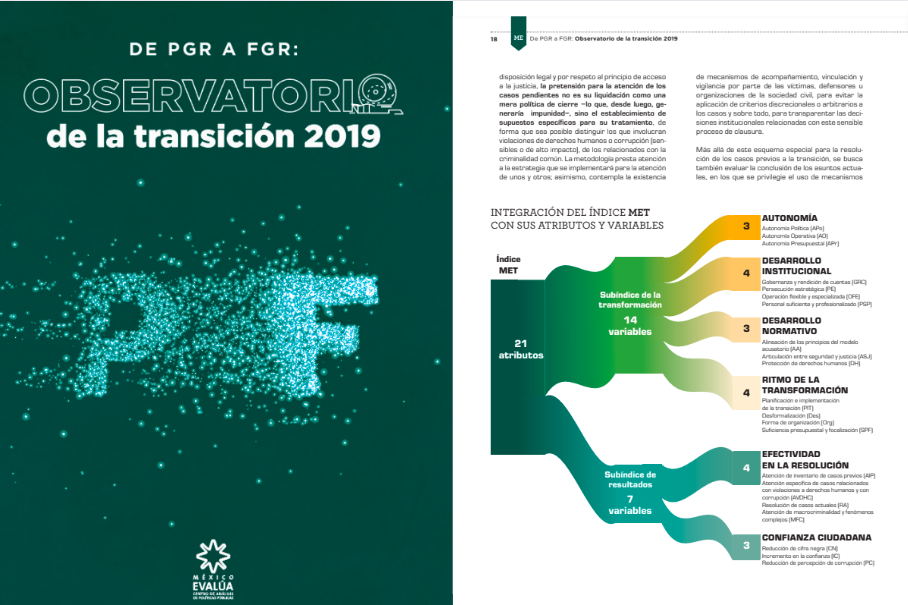 DE PGR A FGR:
OBSERVATORIO
de la transición 2019
MÉXICO
EVALÚA
CENTRO DE ANÁLISIS
DE POLÍTICAS PÚBLICAS
18 ME De PGR a FGR: Observatorio de la transición 2019
disposición legal y por respeto al principio de acceso
a la justicia, la pretensión para la atención de los
casos pendientes no es su liquidación como una
mera política de cierre –lo que, desde luego, ge-
neraría impunidad–, sino el establecimiento de
supuestos específicos para su tratamiento, de
forma que sea posible distinguir los que involucran
violaciones de derechos humanos o corrupción (sen-
sibles o de alto impacto), de los relacionados con la
criminalidad común. La metodología presta atención
a la estrategia que se implementará para la atención
de unos y otros; asimismo, contempla la existencia
de mecanismos de acompañamiento, vinculación y
vigilancia por parte de las víctimas, defensores u
organizaciones de la sociedad civil, para evitar la
aplicación de criterios discrecionales o arbitrarios a
los casos y sobre todo, para transparentar las deci-
siones institucionales relacionadas con este sensible
proceso de clausura.
Más allá de este esquema especial para la resolu-
ción de los casos previos a la transición, se busca
también evaluar la conclusión de los asuntos actua-
les, en los que se privilegie el uso de mecanismos
INTEGRACIÓN DEL ÍNDICE MET
CON SUS ATRIBUTOS Y VARIABLES
Índice
MET
21
atributos
Subíndice de la
transformación
14
variables
Subíndice de
resultados
7
variables
3
AUTONOMÍA
Autonomía Política (APo)
Autonomía Operativa (AO)
Autonomía Presupuestal (APr)
4
DESARROLLO
INSTITUCIONAL
Gobernanza y rendición de cuentas (GRC)
Persecución estratégica (PE)
Operación flexible y especializada (OFE)
Personal suficiente y profesionalizado (PSP)
3
DESARROLLO
NORMATIVO
Alineación de los principios del modelo
acusatorio (AA)
Articulación entre seguridad y justicia (ASJ)
Protección de derechos humanos (DH)
4
RITMO DE LA
TRANSFORMACIÓN
Planificación e implementación
de la transición (PIT)
Desformalización (Des)
Forma de organización (Org)
Suficiencia presupuestal y focalización (SPF)
4
EFECTIVIDAD
EN LA RESOLUCIÓN
Atención de inventario de casos previos (AIP)
Atención específica de casos relacionados
con violaciones a derechos humanos y con
corrupción (AVDHC)
Resolución de casos actuales (RA)
Atención de macrocriminalidad y fenómenos
complejos (MFC)
3
CONFIANZA CIUDADANA
Reducción de cifra negra (CN)
Incremento en la confianza (IC)
Reducción de percepción de corrupción (PC)